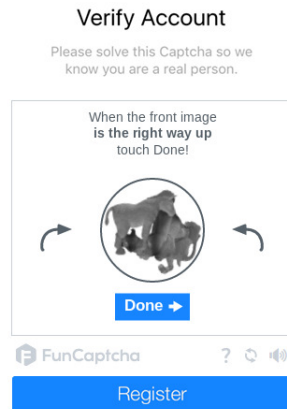 Verify Account
Please solve this Captcha so we
know you are a real person.
When the front image
is the right way up
touch Done!
Done
FunCaptcha
?
Register